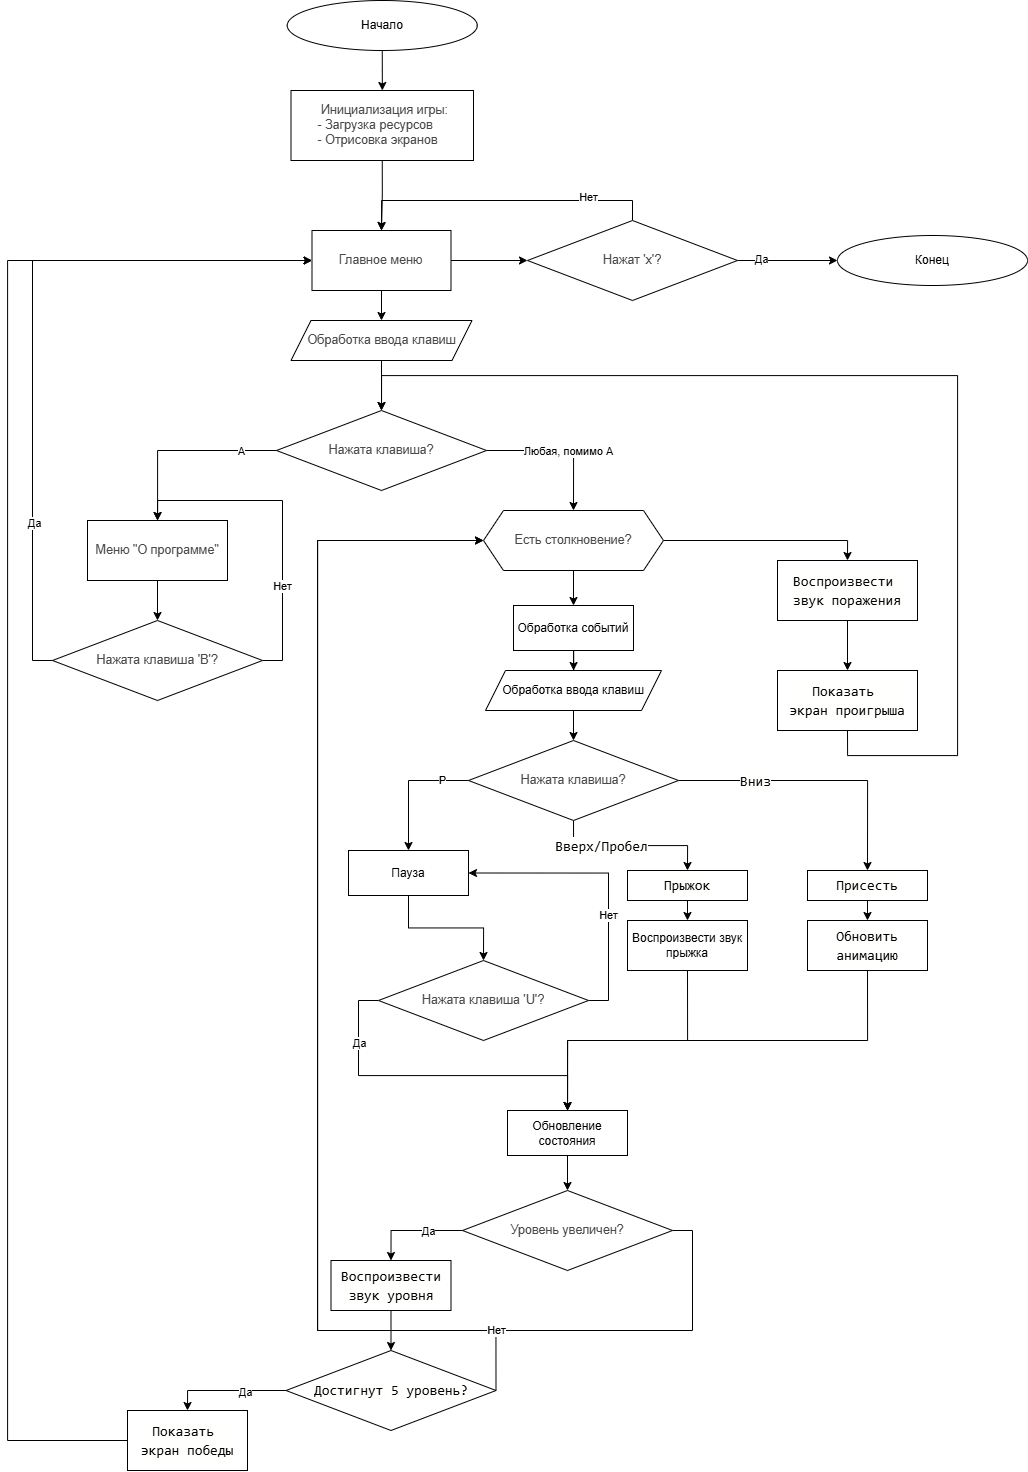 Начало
Инициализация игры:
- Загрузка ресурсов
- Отрисовка экранов
Нет
Главное меню
Нажат 'x'?
Да
Конец
Обработка ввода клавиш
Нажата клавиша?
А
Любая, помимо А
Да
Меню "О программе"
Нет
Нажата клавиша 'В'?
Есть столкновение?
Воспроизвести
звук поражения
Обработка событий
Обработка ввода клавиш
Показать
экран проигрыша
Нажата клавиша?
Р
Вниз
Вверх/Пробел
Пауза
Прыжок
Присесть
Нет
Воспроизвести звук
прыжка
Обновить
анимацию
Нажата клавиша 'U'?
Да
Обновление
состояния
Уровень увеличен?
Да
Воспроизвести
звук уровня
Нет
Достигнут 5 уровень?
Да
Показать
экран победы